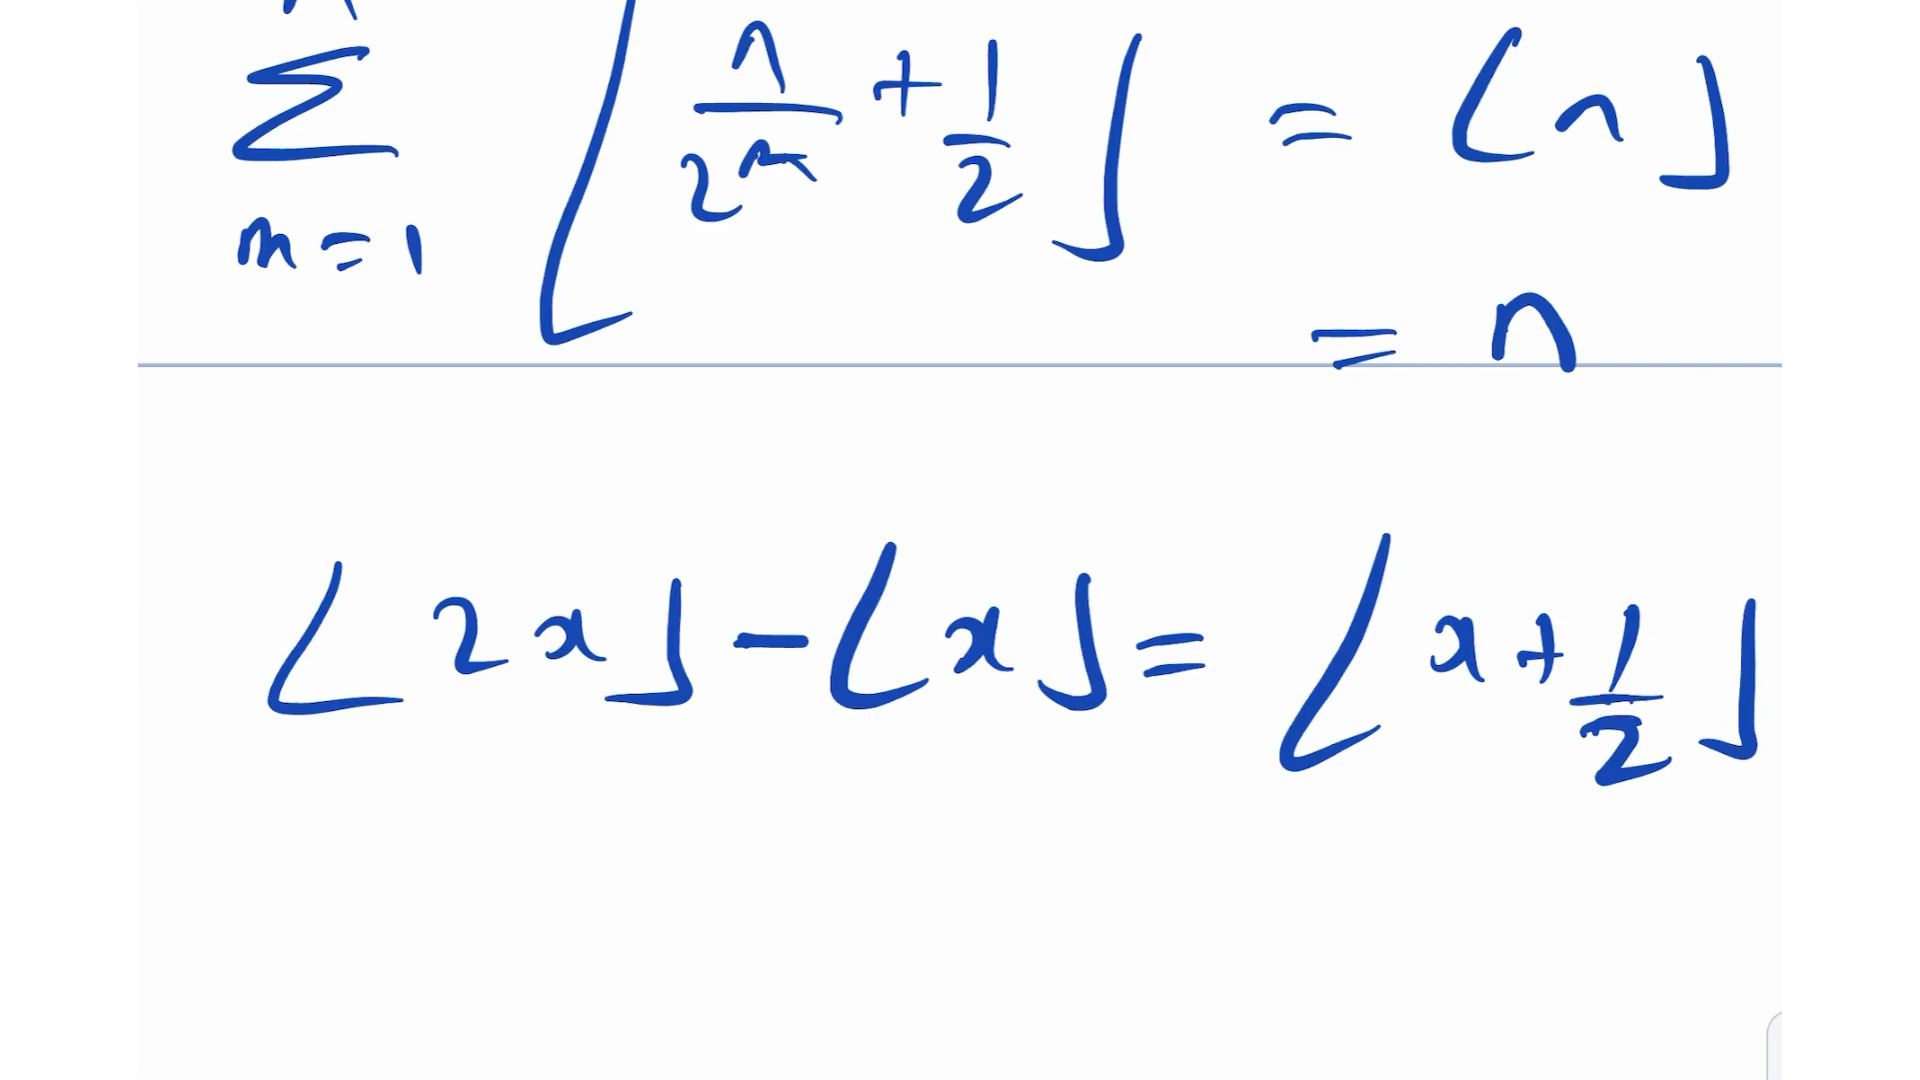 ∑ ⌊ n/2^m + 1/2 ⌋ = ⌊n⌋
m=1
= n
⌊2x⌋ - ⌊x⌋ = ⌊x + 1/2⌋